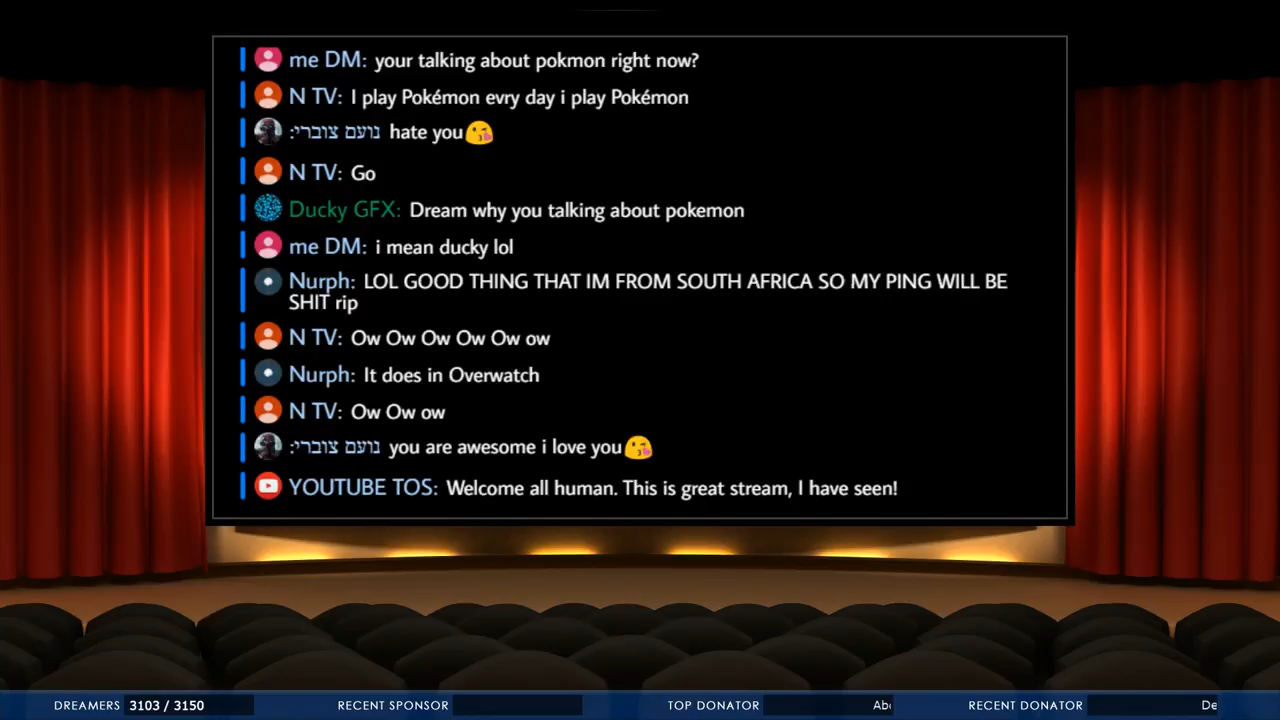 me DM: your talking about pokmon right now?
N TV: I play Pokémon evry day i play Pokémon
נועם צוברי: hate you😘
N TV: Go
Ducky GFX: Dream why you talking about pokemon
me DM: i mean ducky lol
Nurph: LOL GOOD THING THAT IM FROM SOUTH AFRICA SO MY PING WILL BE
SHIT rip
N TV: Ow Ow Ow Ow Ow ow
Nurph: It does in Overwatch
N TV: Ow Ow ow
נועם צוברי: you are awesome i love you😘
YOUTUBE TOS: Welcome all human. This is great stream, I have seen!
DREAMERS 3103 / 3150 RECENT SPONSOR TOP DONATOR RECENT DONATOR De